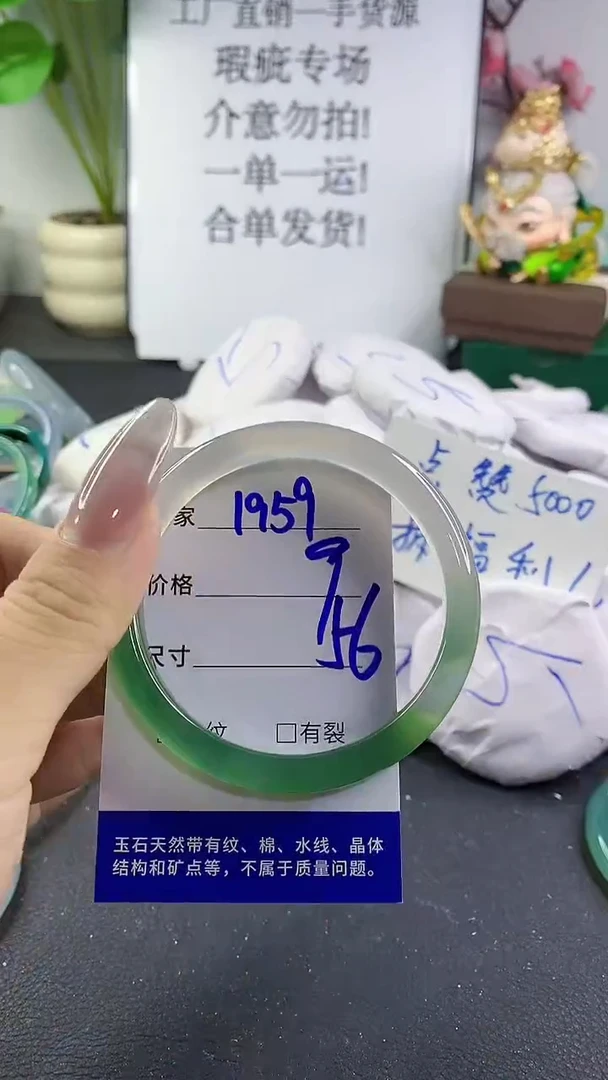 工厂直销一手货源
瑕疵专场
介意勿拍!
一单一运!
合单发货!
点赞5000
拆福利!
家 1959
价格 9
尺寸 56
纹 □有裂
玉石天然带有纹、棉、水线、晶体
结构和矿点等，不属于质量问题。
51